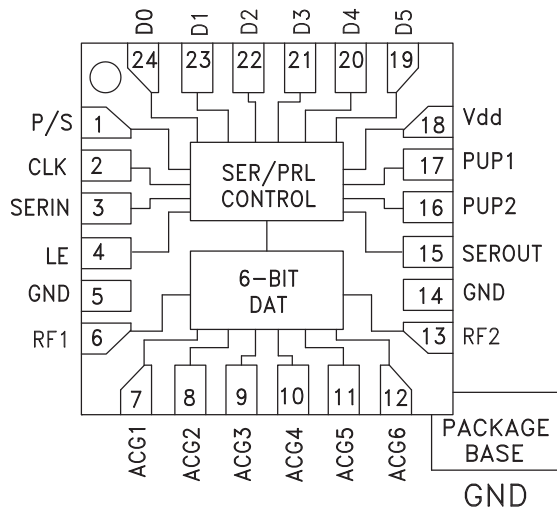 D0 D1 D2 D3 D4 D5
24 23 22 21 20 19
P/S 1 18 Vdd
CLK 2 17 PUP1
SERIN 3 16 PUP2
LE 4 15 SEROUT
GND 5 14 GND
RF1 6 13 RF2
SER/PRL
CONTROL
6-BIT
DAT
7 8 9 10 11 12
ACG1 ACG2 ACG3 ACG4 ACG5 ACG6
PACKAGE
BASE
GND